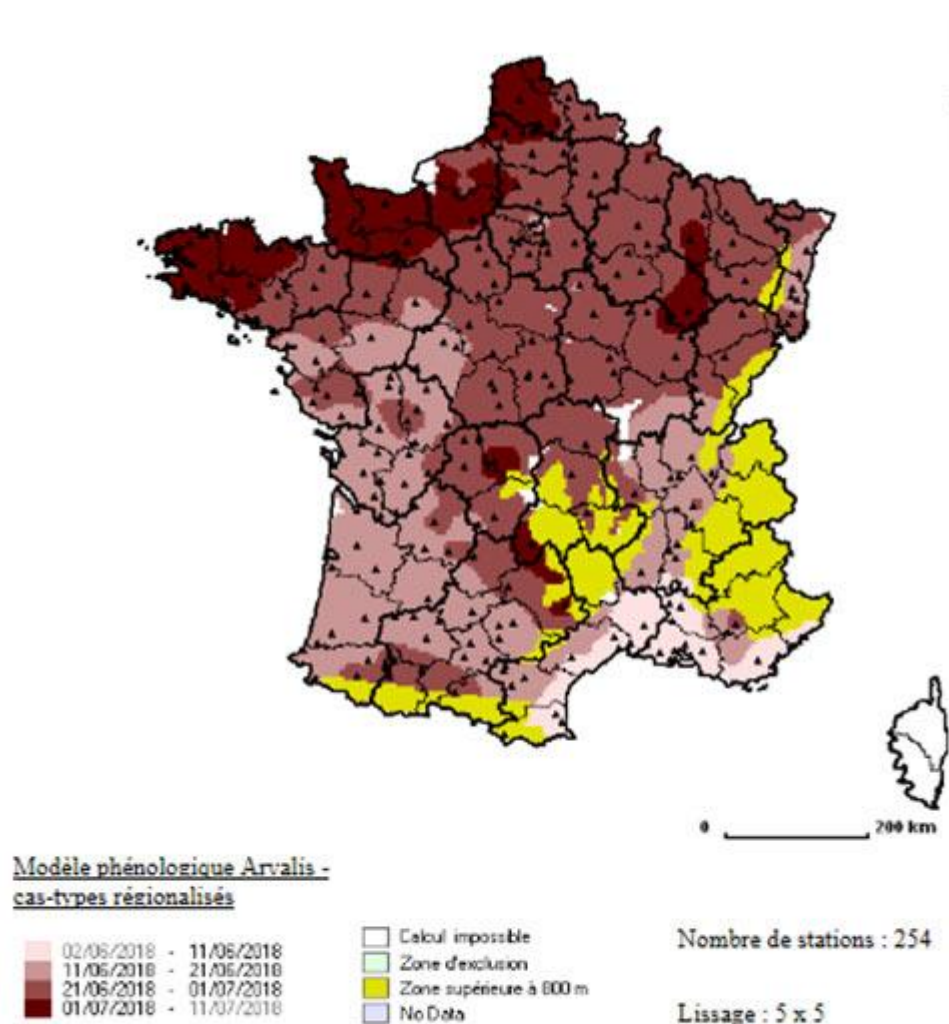 0 200 km
Modèle phénologique Arvalis -
cas-types régionalisés
02/06/2018 - 11/06/2018
11/06/2018 - 21/06/2018
21/06/2018 - 01/07/2018
01/07/2018 - 11/07/2018
Calcul impossible
Zone d'exclusion
Zone supérieure à 800 m
No Data
Nombre de stations : 254
Lissage : 5 x 5